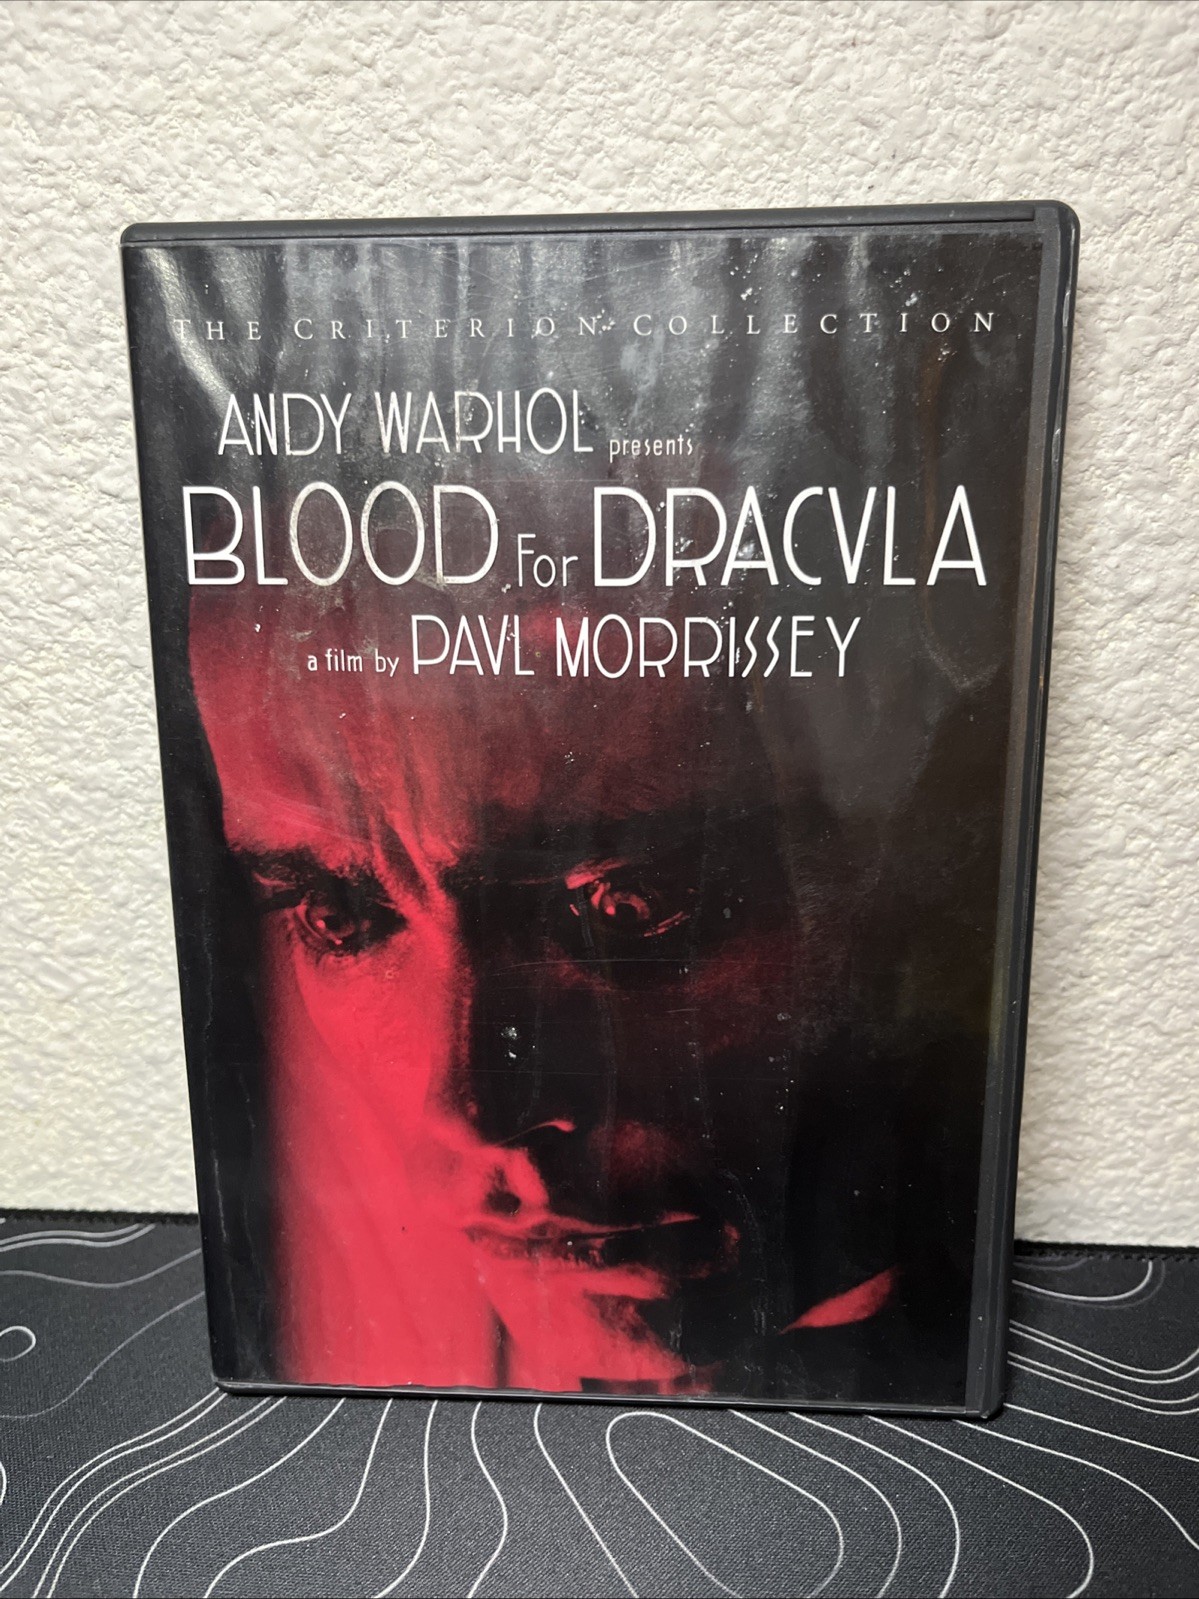 THE CRITERION COLLECTION
ANDY WARHOL presents
BLOOD For DRACVLA
a film by PAVL MORRISSEY